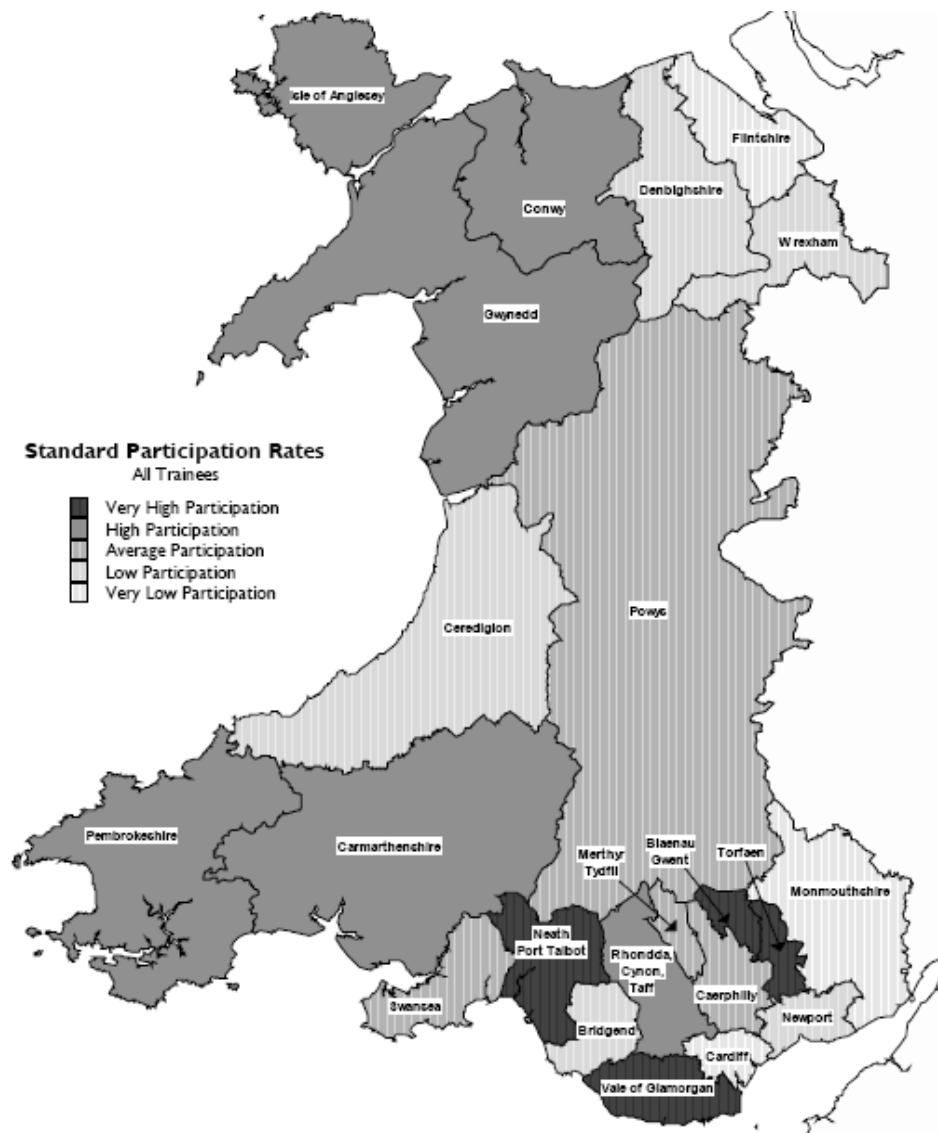 Isle of Anglesey
Flintshire
Denbighshire
Conwy
Wrexham
Gwynedd
Standard Participation Rates
All Trainees
Very High Participation
High Participation
Average Participation
Low Participation
Very Low Participation
Powys
Ceredigion
Pembrokeshire
Carmarthenshire
Merthyr
Tydfil
Blaenau
Gwent
Torfaen
Monmouthshire
Neath
Port Talbot
Rhondda,
Cynon,
Taff
Caerphilly
Swansea
Newport
Bridgend
Cardiff
Vale of Glamorgan